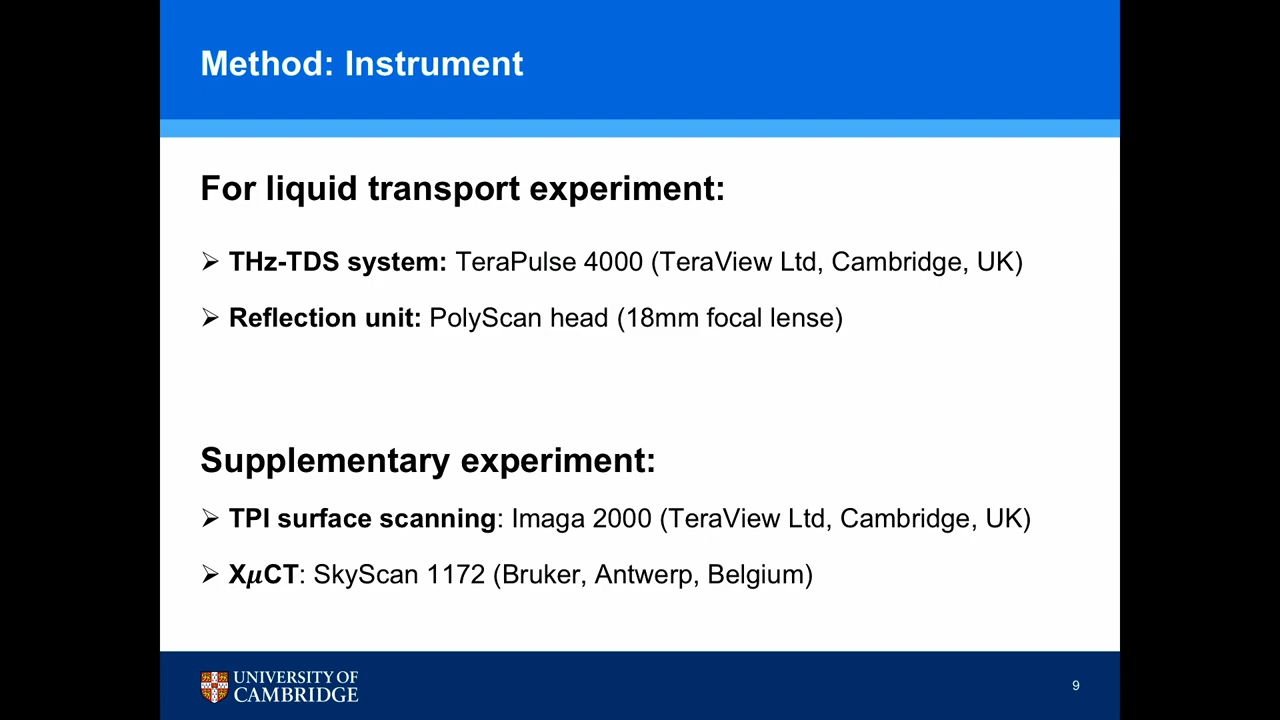 Method: Instrument
For liquid transport experiment:
➢ THz-TDS system: TeraPulse 4000 (TeraView Ltd, Cambridge, UK)
➢ Reflection unit: PolyScan head (18mm focal lense)
Supplementary experiment:
➢ TPI surface scanning: Imaga 2000 (TeraView Ltd, Cambridge, UK)
➢ XμCT: SkyScan 1172 (Bruker, Antwerp, Belgium)
UNIVERSITY OF
CAMBRIDGE
9